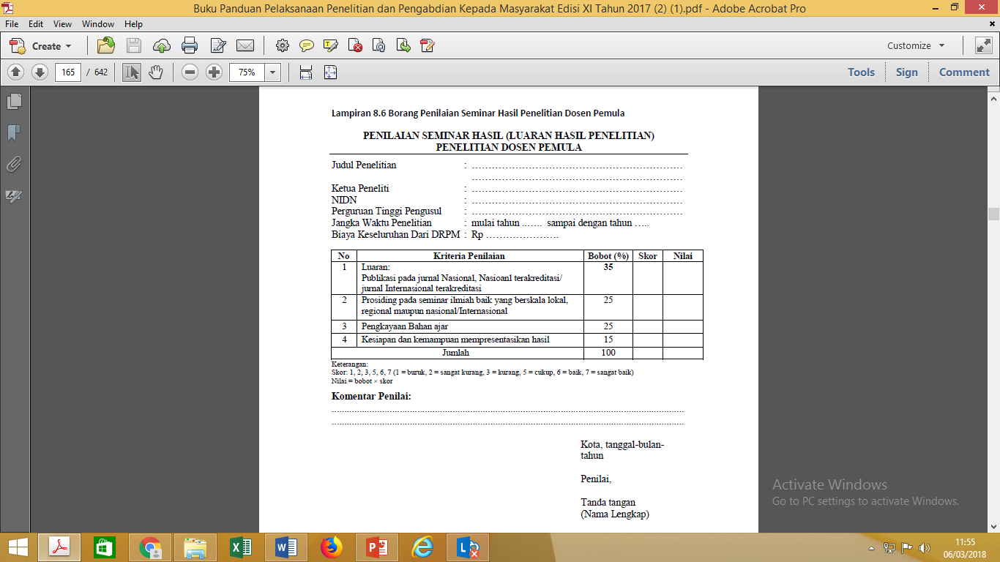 Buku Panduan Pelaksanaan Penelitian dan Pengabdian Kepada Masyarakat Edisi XI Tahun 2017 (2) (1).pdf - Adobe Acrobat Pro
File Edit View Window Help
Create Customize
165 / 642 75% Tools Sign Comment
Lampiran 8.6 Borang Penilaian Seminar Hasil Penelitian Dosen Pemula
PENILAIAN SEMINAR HASIL (LUARAN HASIL PENELITIAN)
PENELITIAN DOSEN PEMULA
Judul Penelitian : ……………………………………………………
……………………………………………………
Ketua Peneliti : ……………………………………………………
NIDN : ……………………………………………………
Perguruan Tinggi Pengusul : ……………………………………………………
Jangka Waktu Penelitian : mulai tahun ……. sampai dengan tahun …..
Biaya Keseluruhan Dari DRPM : Rp ………………….
No Kriteria Penilaian Bobot (%) Skor Nilai
1 Luaran: 35
Publikasi pada jurnal Nasional, Nasioanl terakreditasi/
jurnal Internasional terakreditasi
2 Prosiding pada seminar ilmiah baik yang berskala lokal, 25
regional maupun nasional/Internasional
3 Pengkayaan Bahan ajar 25
4 Kesiapan dan kemampuan mempresentasikan hasil 15
Jumlah 100
Keterangan:
Skor: 1, 2, 3, 5, 6, 7 (1 = buruk, 2 = sangat kurang, 3 = kurang, 5 = cukup, 6 = baik, 7 = sangat baik)
Nilai = bobot × skor
Komentar Penilai:
..........................................................................................
..........................................................................................
Kota, tanggal-bulan-
tahun
Penilai,
Tanda tangan
(Nama Lengkap)
Activate Windows
Go to PC settings to activate Windows.
11:55
06/03/2018